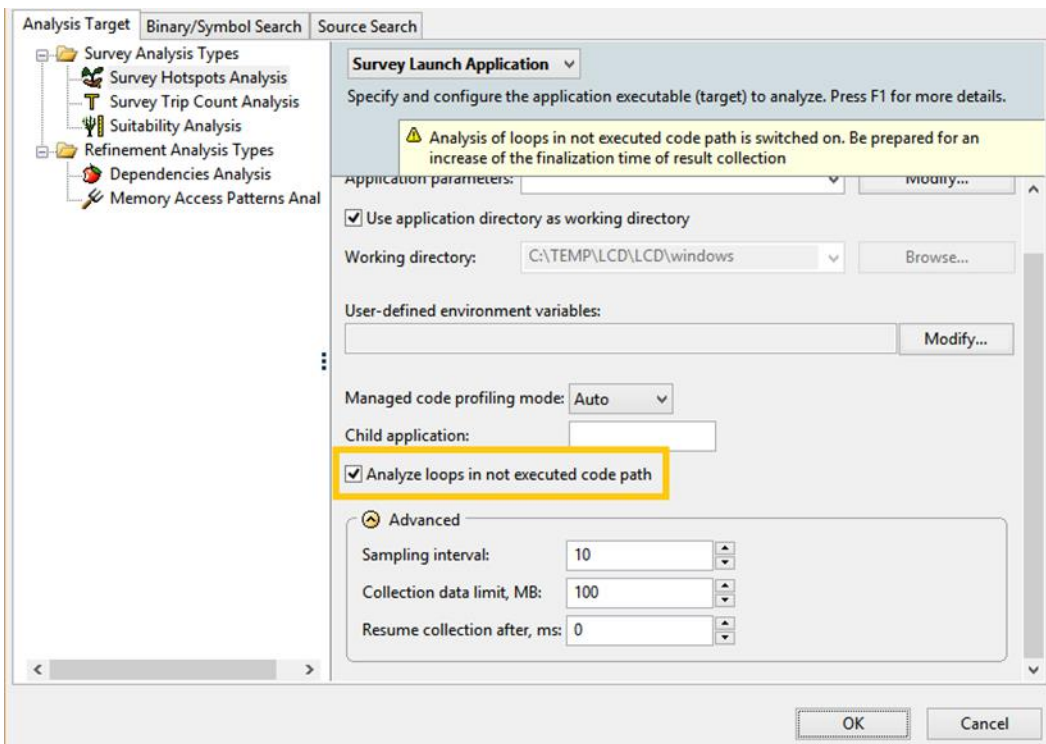 Analysis Target Binary/Symbol Search Source Search
Survey Analysis Types
Survey Hotspots Analysis
Survey Trip Count Analysis
Suitability Analysis
Refinement Analysis Types
Dependencies Analysis
Memory Access Patterns Anal
Survey Launch Application
Specify and configure the application executable (target) to analyze. Press F1 for more details.
Analysis of loops in not executed code path is switched on. Be prepared for an
increase of the finalization time of result collection
Application parameters: Modify...
Use application directory as working directory
Working directory: C:\TEMP\LCD\LCD\windows Browse...
User-defined environment variables:
Modify...
Managed code profiling mode: Auto
Child application:
Analyze loops in not executed code path
Advanced
Sampling interval: 10
Collection data limit, MB: 100
Resume collection after, ms: 0
OK Cancel